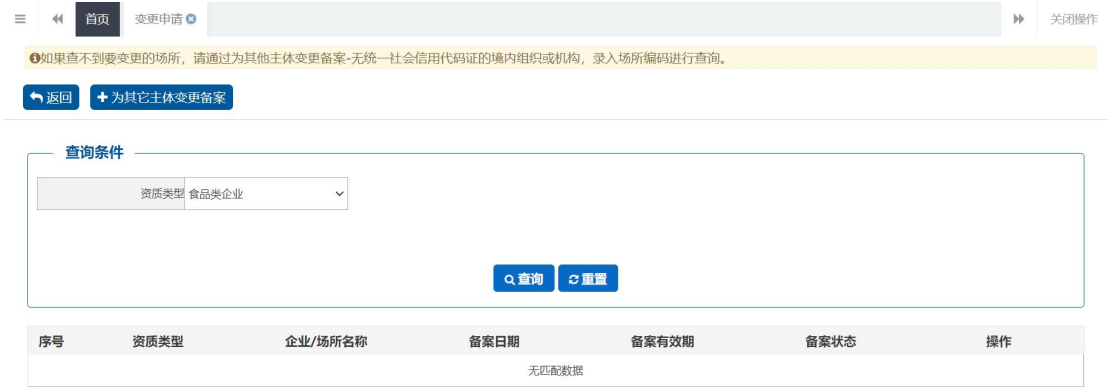 首页 变更申请 关闭操作
如果查不到要变更的场所，请通过为其他主体变更备案-无统一社会信用代码证的境内组织或机构，录入场所编码进行查询。
返回 为其它主体变更备案
查询条件
资质类型 食品类企业
查询 重置
序号 资质类型 企业/场所名称 备案日期 备案有效期 备案状态 操作
无匹配数据